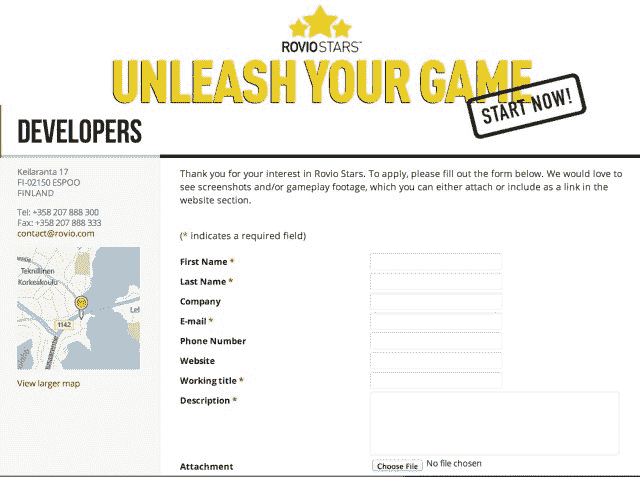 ROVIOSTARS™
UNLEASH YOUR GAME
START NOW!
DEVELOPERS
Keilaranta 17
FI-02150 ESPOO
FINLAND
Tel: +358 207 888 300
Fax: +358 207 888 333
contact@rovio.com
Teknillinen
Korkeakoulu
1142
View larger map
Thank you for your interest in Rovio Stars. To apply, please fill out the form below. We would love to
see screenshots and/or gameplay footage, which you can either attach or include as a link in the
website section.
(* indicates a required field)
First Name *
Last Name *
Company
E-mail *
Phone Number
Website
Working title *
Description *
Attachment
Choose File No file chosen